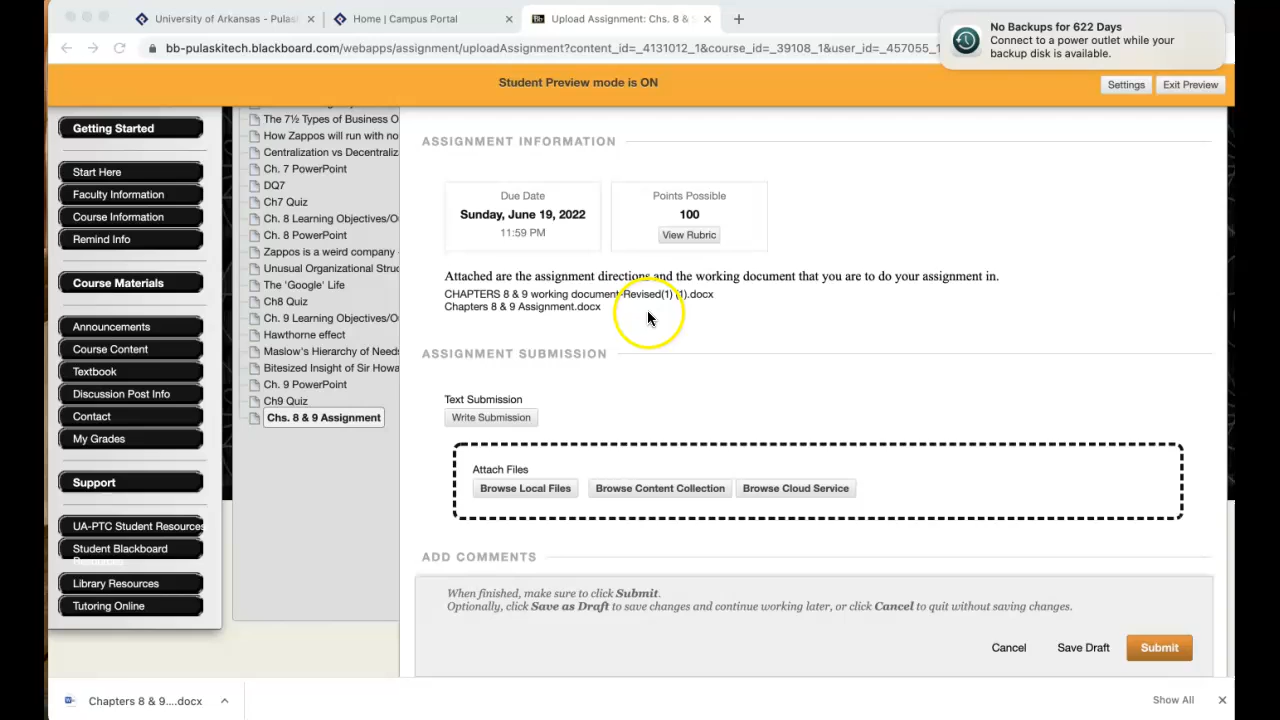 University of Arkansas - Pulask
Home | Campus Portal
Bb Upload Assignment: Chs. 8 & 9
bb-pulaskitech.blackboard.com/webapps/assignment/uploadAssignment?content_id=_4131012_1&course_id=_39108_1&user_id=_457055_1
No Backups for 622 Days
Connect to a power outlet while your
backup disk is available.
Student Preview mode is ON
Settings
Exit Preview
Getting Started
Start Here
Faculty Information
Course Information
Remind Info
Course Materials
Announcements
Course Content
Textbook
Discussion Post Info
Contact
My Grades
Support
UA-PTC Student Resources
Student Blackboard
Resources
Library Resources
Tutoring Online
The 7½ Types of Business O
How Zappos will run with no
Centralization vs Decentraliz
Ch. 7 PowerPoint
DQ7
Ch7 Quiz
Ch. 8 Learning Objectives/O
Ch. 8 PowerPoint
Zappos is a weird company -
Unusual Organizational Struc
The 'Google' Life
Ch8 Quiz
Ch. 9 Learning Objectives/O
Hawthorne effect
Maslow's Hierarchy of Needs
Bitesized Insight of Sir Howa
Ch. 9 PowerPoint
Ch9 Quiz
Chs. 8 & 9 Assignment
ASSIGNMENT INFORMATION
Due Date
Sunday, June 19, 2022
11:59 PM
Points Possible
100
View Rubric
Attached are the assignment directions and the working document that you are to do your assignment in.
CHAPTERS 8 & 9 working document-Revised(1) (1).docx
Chapters 8 & 9 Assignment.docx
ASSIGNMENT SUBMISSION
Text Submission
Write Submission
Attach Files
Browse Local Files
Browse Content Collection
Browse Cloud Service
ADD COMMENTS
When finished, make sure to click Submit.
Optionally, click Save as Draft to save changes and continue working later, or click Cancel to quit without saving changes.
Cancel
Save Draft
Submit
Chapters 8 & 9....docx
Show All